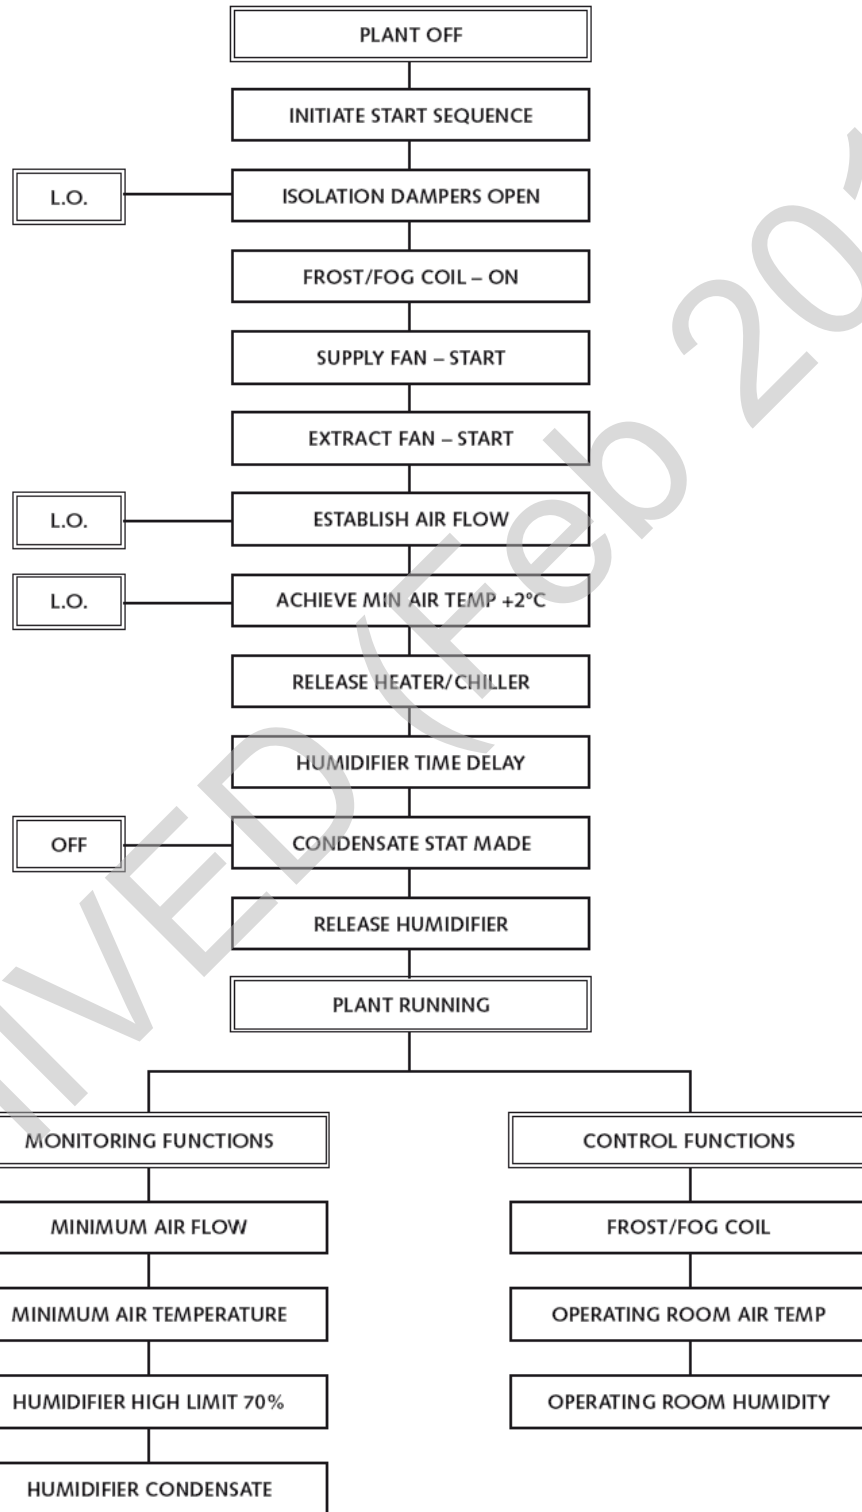 PLANT OFF
INITIATE START SEQUENCE
L.O.
ISOLATION DAMPERS OPEN
FROST/FOG COIL – ON
SUPPLY FAN – START
EXTRACT FAN – START
L.O.
ESTABLISH AIR FLOW
L.O.
ACHIEVE MIN AIR TEMP +2°C
RELEASE HEATER/CHILLER
HUMIDIFIER TIME DELAY
OFF
CONDENSATE STAT MADE
RELEASE HUMIDIFIER
PLANT RUNNING
MONITORING FUNCTIONS
CONTROL FUNCTIONS
MINIMUM AIR FLOW
FROST/FOG COIL
MINIMUM AIR TEMPERATURE
OPERATING ROOM AIR TEMP
HUMIDIFIER HIGH LIMIT 70%
OPERATING ROOM HUMIDITY
HUMIDIFIER CONDENSATE
(Feb